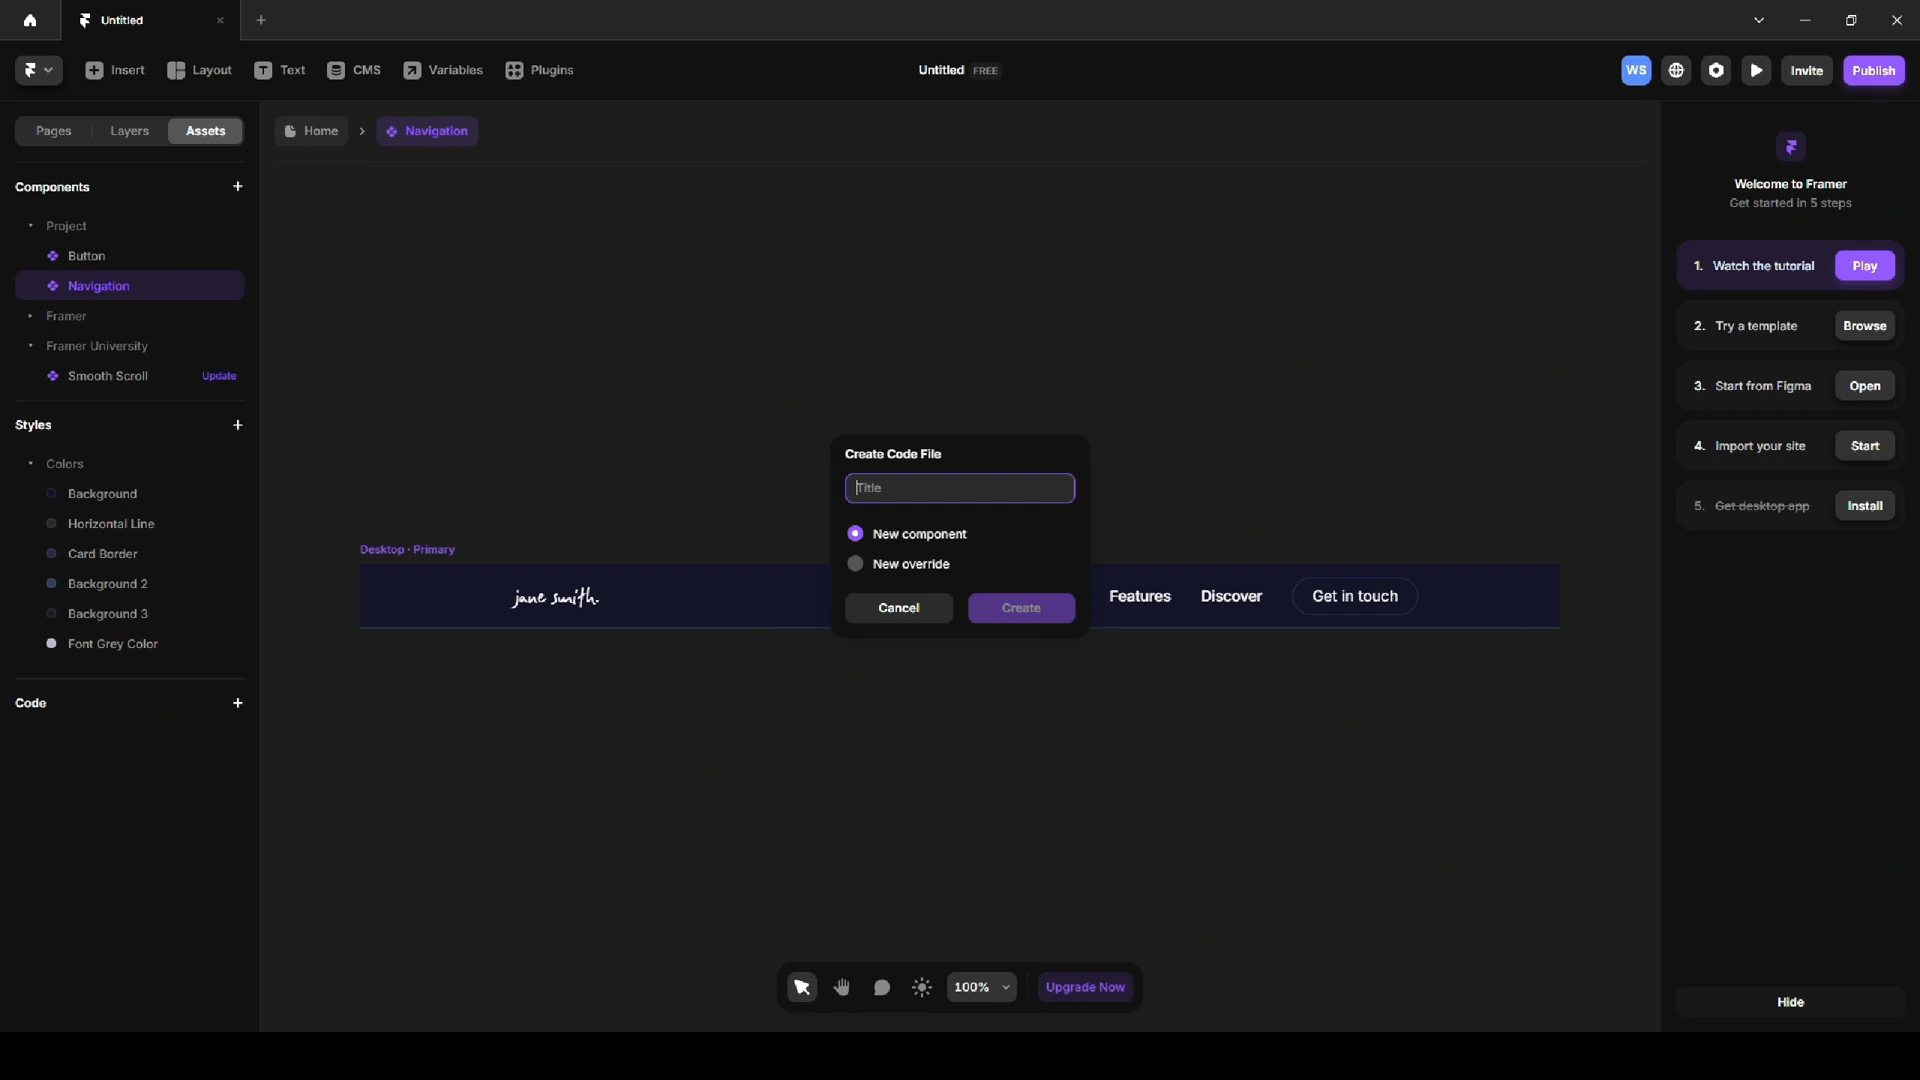 Untitled
Insert
Layout
Text
CMS
Variables
Plugins
Untitled FREE
WS
Invite
Publish
Pages
Layers
Assets
Home
Navigation
Components
Project
Button
Navigation
Framer
Framer University
Smooth Scroll Update
Styles
Colors
Background
Horizontal Line
Card Border
Background 2
Background 3
Font Grey Color
Code
Desktop · Primary
jane smith.
Features
Discover
Get in touch
Create Code File
Title
New component
New override
Cancel
Create
100%
Upgrade Now
Welcome to Framer
Get started in 5 steps
1. Watch the tutorial Play
2. Try a template Browse
3. Start from Figma Open
4. Import your site Start
5. Get desktop app Install
Hide